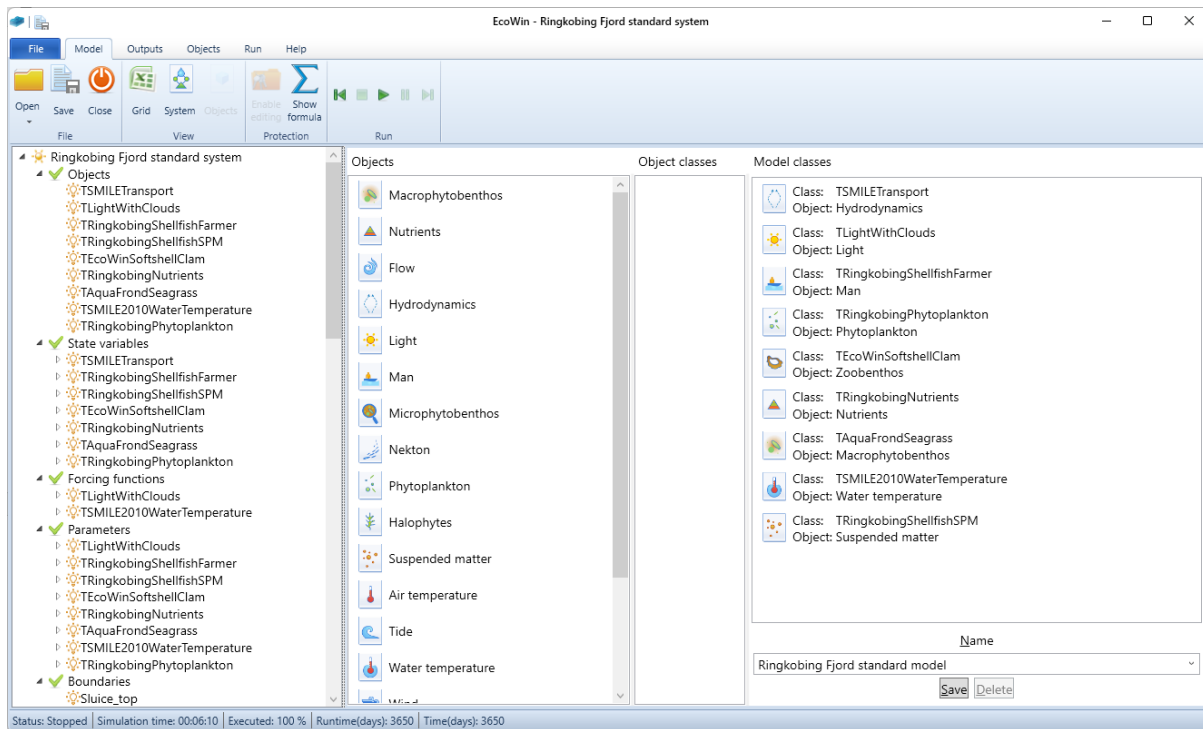 EcoWin - Ringkobing Fjord standard system
File Model Outputs Objects Run Help
Open Save Close Grid System Objects Enable editing Show formula
File View Protection Run
Ringkobing Fjord standard system
Objects
TSMILETransport
TLightWithClouds
TRingkobingShellfishFarmer
TRingkobingShellfishSPM
TEcoWinSoftshellClam
TRingkobingNutrients
TAquaFrondSeagrass
TSMILE2010WaterTemperature
TRingkobingPhytoplankton
State variables
TSMILETransport
TRingkobingShellfishFarmer
TRingkobingShellfishSPM
TEcoWinSoftshellClam
TRingkobingNutrients
TAquaFrondSeagrass
TRingkobingPhytoplankton
Forcing functions
TLightWithClouds
TSMILE2010WaterTemperature
Parameters
TLightWithClouds
TRingkobingShellfishFarmer
TRingkobingShellfishSPM
TEcoWinSoftshellClam
TRingkobingNutrients
TAquaFrondSeagrass
TSMILE2010WaterTemperature
TRingkobingPhytoplankton
Boundaries
Sluice_top
Objects
Macrophytobenthos
Nutrients
Flow
Hydrodynamics
Light
Man
Microphytobenthos
Nekton
Phytoplankton
Halophytes
Suspended matter
Air temperature
Tide
Water temperature
Wind
Object classes
Model classes
Class: TSMILETransport
Object: Hydrodynamics
Class: TLightWithClouds
Object: Light
Class: TRingkobingShellfishFarmer
Object: Man
Class: TRingkobingPhytoplankton
Object: Phytoplankton
Class: TEcoWinSoftshellClam
Object: Zoobenthos
Class: TRingkobingNutrients
Object: Nutrients
Class: TAquaFrondSeagrass
Object: Macrophytobenthos
Class: TSMILE2010WaterTemperature
Object: Water temperature
Class: TRingkobingShellfishSPM
Object: Suspended matter
Name
Ringkobing Fjord standard model
Save Delete
Status: Stopped Simulation time: 00:06:10 Executed: 100 % Runtime(days): 3650 Time(days): 3650